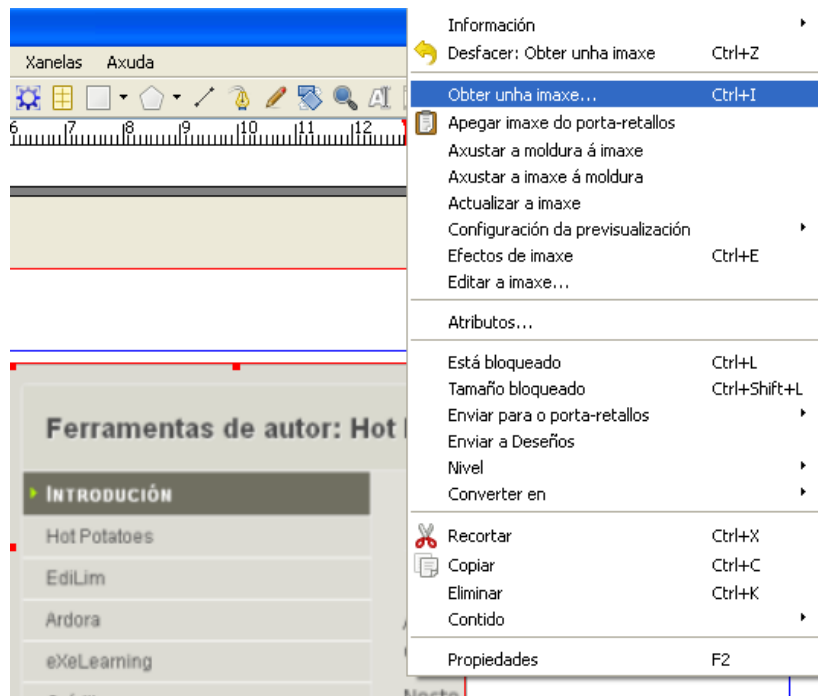 Xanelas Axuda
6 7 8 9 10 11 12
Ferramentas de autor: Hot
INTRODUCIÓN
Hot Potatoes
EdiLim
Ardora
eXeLearning
Información
Desfacer: Obter unha imaxe Ctrl+Z
Obter unha imaxe... Ctrl+I
Apegar imaxe do porta-retallos
Axustar a moldura á imaxe
Axustar a imaxe á moldura
Actualizar a imaxe
Configuración da previsualización
Efectos de imaxe Ctrl+E
Editar a imaxe...
Atributos...
Está bloqueado Ctrl+L
Tamaño bloqueado Ctrl+Shift+L
Enviar para o porta-retallos
Enviar a Deseños
Nivel
Converter en
Recortar Ctrl+X
Copiar Ctrl+C
Eliminar Ctrl+K
Contido
Propiedades F2